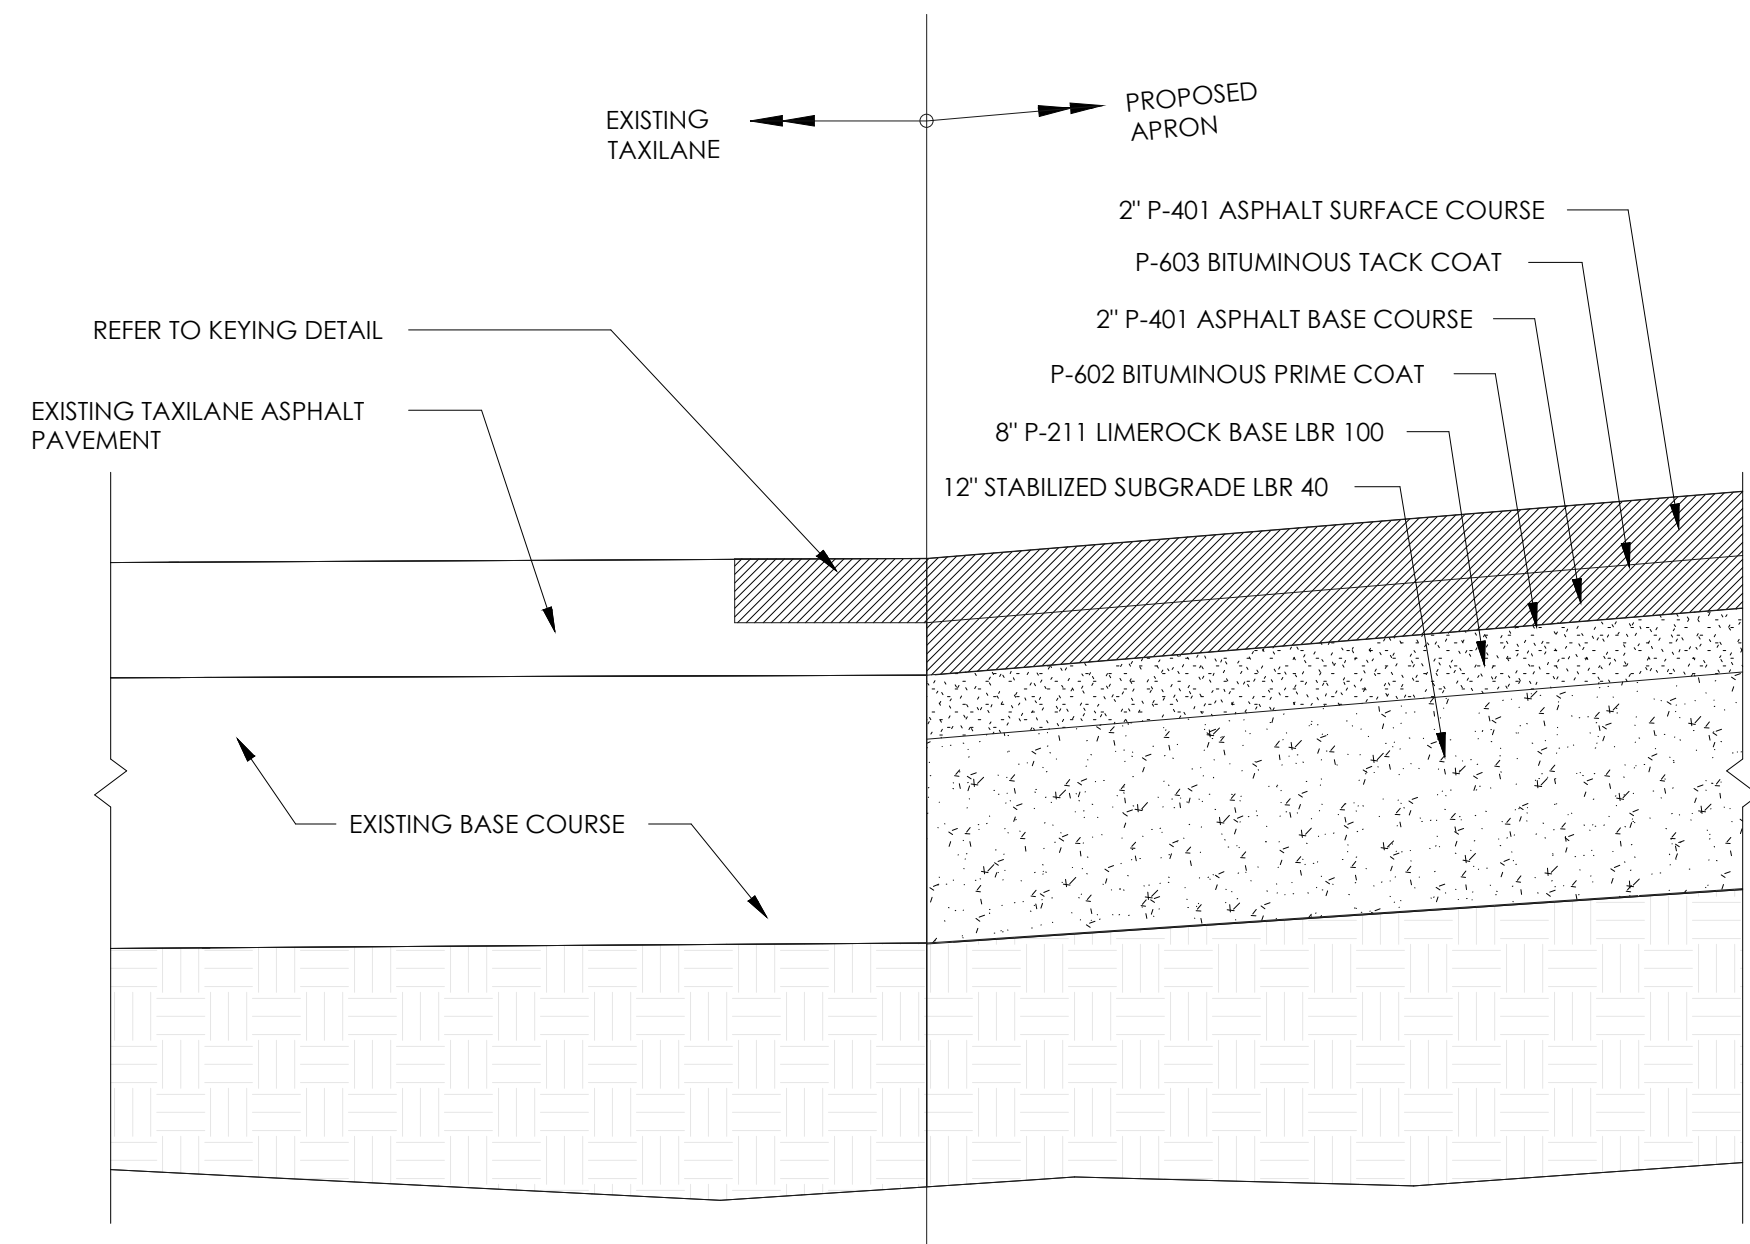 EXISTING
TAXILANE
PROPOSED
APRON
2" P-401 ASPHALT SURFACE COURSE
P-603 BITUMINOUS TACK COAT
2" P-401 ASPHALT BASE COURSE
P-602 BITUMINOUS PRIME COAT
8" P-211 LIMEROCK BASE LBR 100
12" STABILIZED SUBGRADE LBR 40
REFER TO KEYING DETAIL
EXISTING TAXILANE ASPHALT
PAVEMENT
EXISTING BASE COURSE